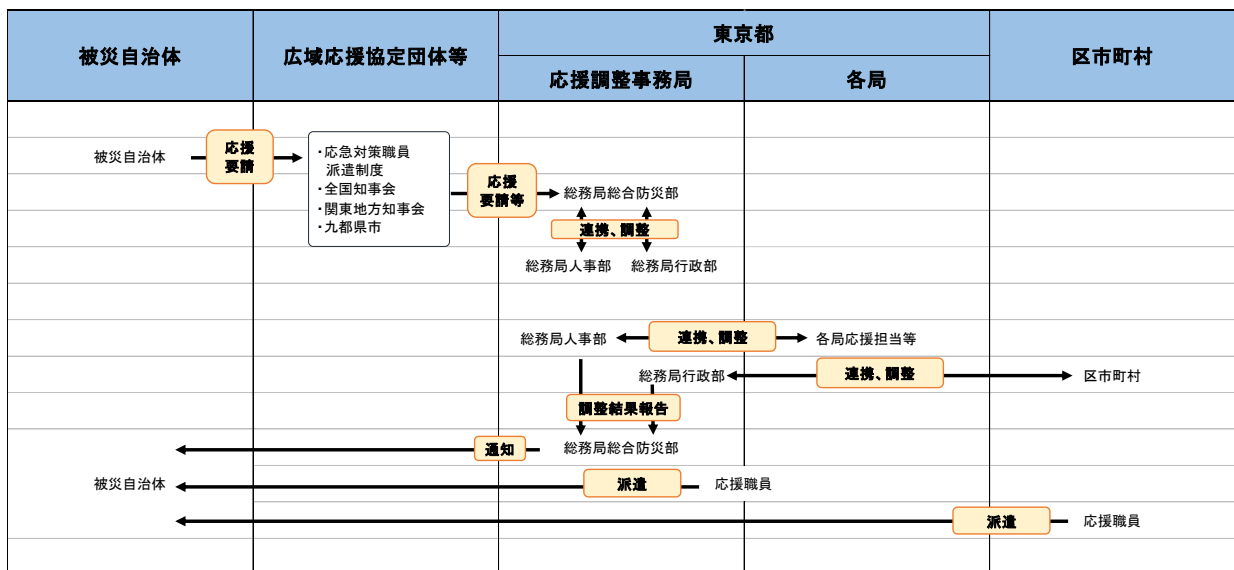 被災自治体
広域応援協定団体等
東京都
応援調整事務局
各局
区市町村
被災自治体
応援
要請
・応急対策職員
派遣制度
・全国知事会
・関東地方知事会
・九都県市
応援
要請等
総務局総合防災部
連携、調整
総務局人事部
総務局行政部
総務局人事部
連携、調整
各局応援担当等
総務局行政部
連携、調整
区市町村
調整結果報告
通知
総務局総合防災部
被災自治体
派遣
応援職員
派遣
応援職員